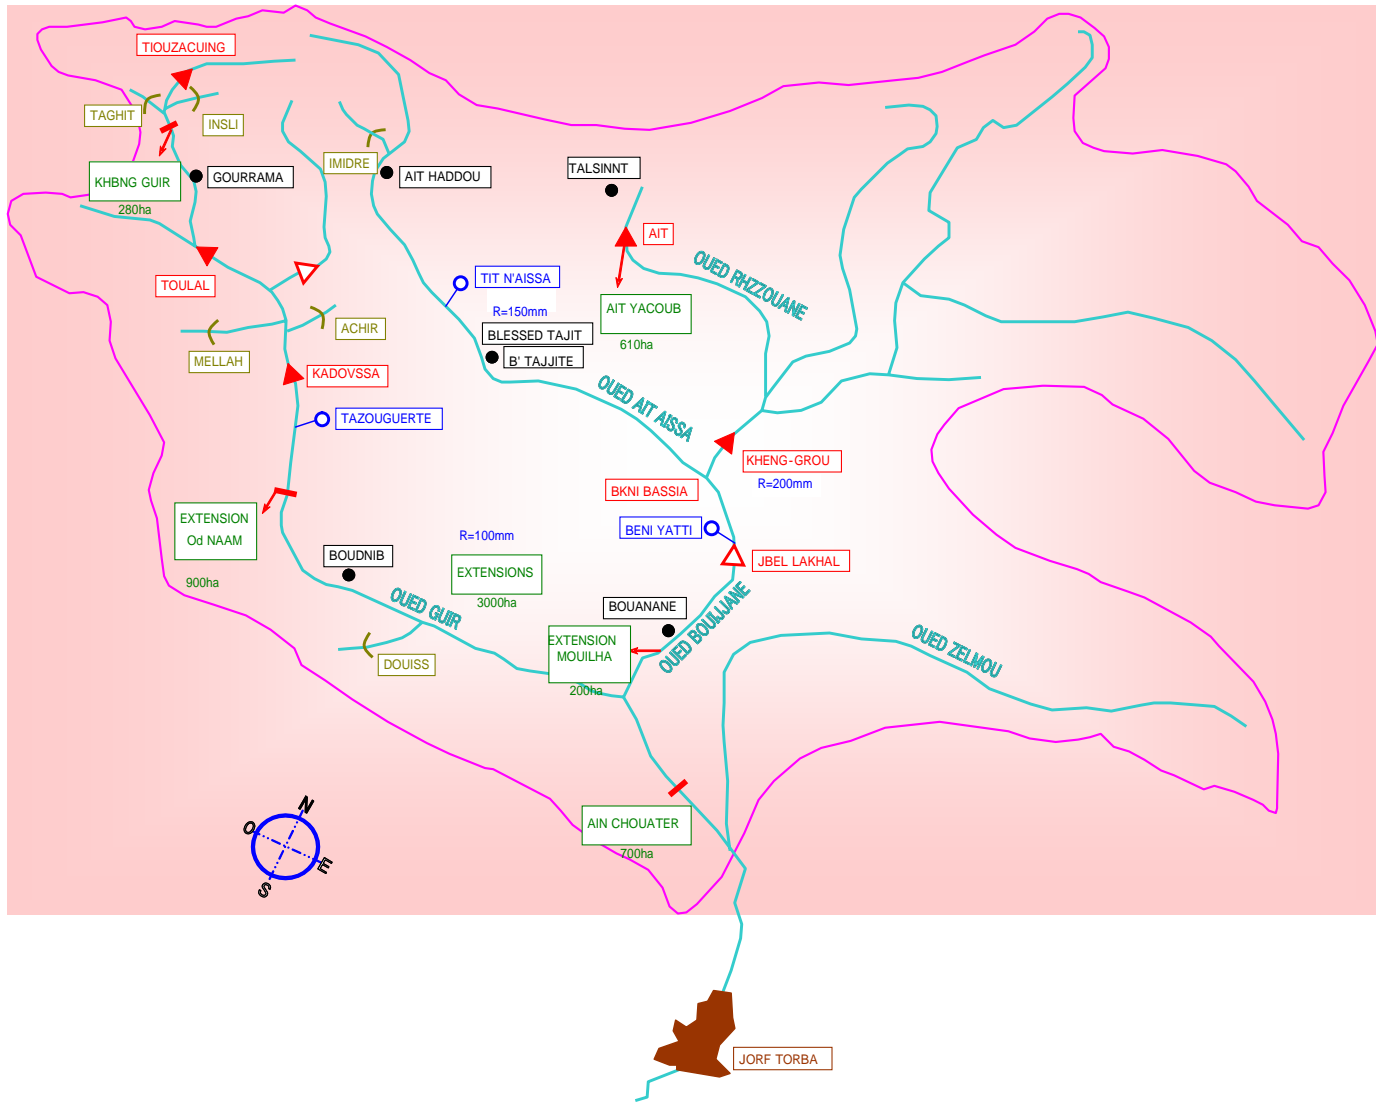 TIOUZACUING
TAGHIT
INSLI
IMIDRE
KHBNG GUIR
280ha
GOURRAMA
AIT HADDOU
TALSINNT
AIT
OUED RHZZOUANE
TOULAL
TIT N'AISSA
R=150mm
AIT YACOUB
610ha
ACHIR
MELLAH
BLESSED TAJIT
B' TAJJITE
KADOVSSA
OUED AIT AISSA
TAZOUGUERTE
KHENG-GROU
R=200mm
BKNI BASSIA
EXTENSION
Od NAAM
900ha
BENI YATTI
R=100mm
BOUDNIB
EXTENSIONS
3000ha
JBEL LAKHAL
OUED GUIR
BOUANANE
OUED BOUIJJANE
EXTENSION
MOUILHA
200ha
DOUISS
OUED ZELMOU
AIN CHOUATER
700ha
N
O
E
S
JORF TORBA